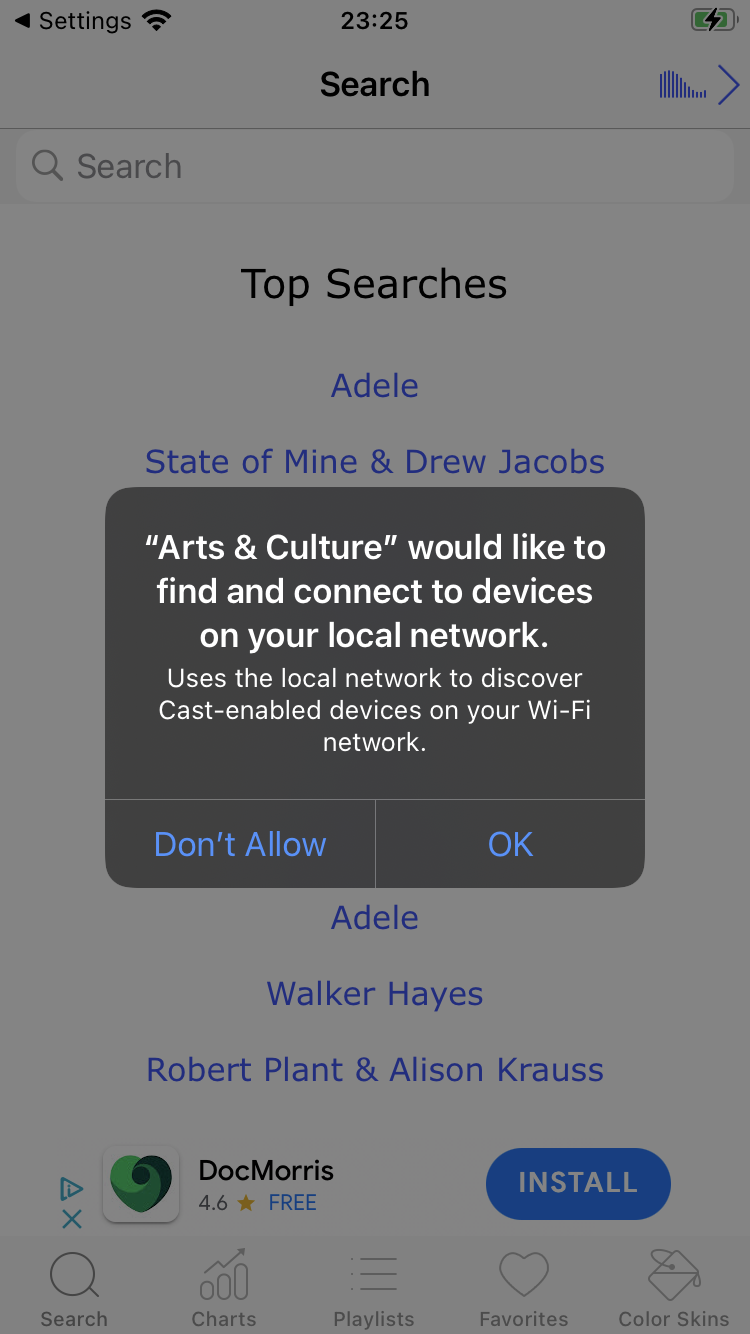 Settings
23:25
Search
Search
Top Searches
Adele
State of Mine & Drew Jacobs
“Arts & Culture” would like to
find and connect to devices
on your local network.
Uses the local network to discover
Cast-enabled devices on your Wi-Fi
network.
Don’t Allow
OK
Adele
Walker Hayes
Robert Plant & Alison Krauss
DocMorris
4.6 ★ FREE
INSTALL
Search
Charts
Playlists
Favorites
Color Skins